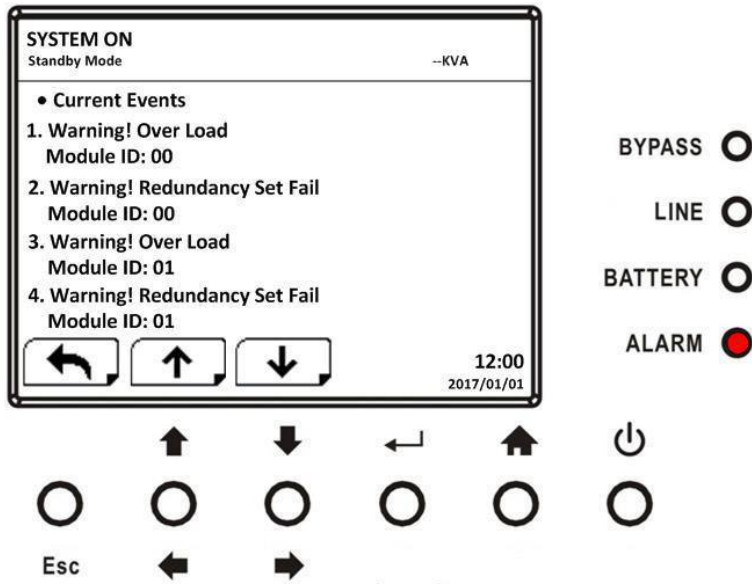 SYSTEM ON
Standby Mode --KVA
• Current Events
1. Warning! Over Load
Module ID: 00
2. Warning! Redundancy Set Fail
Module ID: 00
3. Warning! Over Load
Module ID: 01
4. Warning! Redundancy Set Fail
Module ID: 01
12:00
2017/01/01
BYPASS
LINE
BATTERY
ALARM
Esc